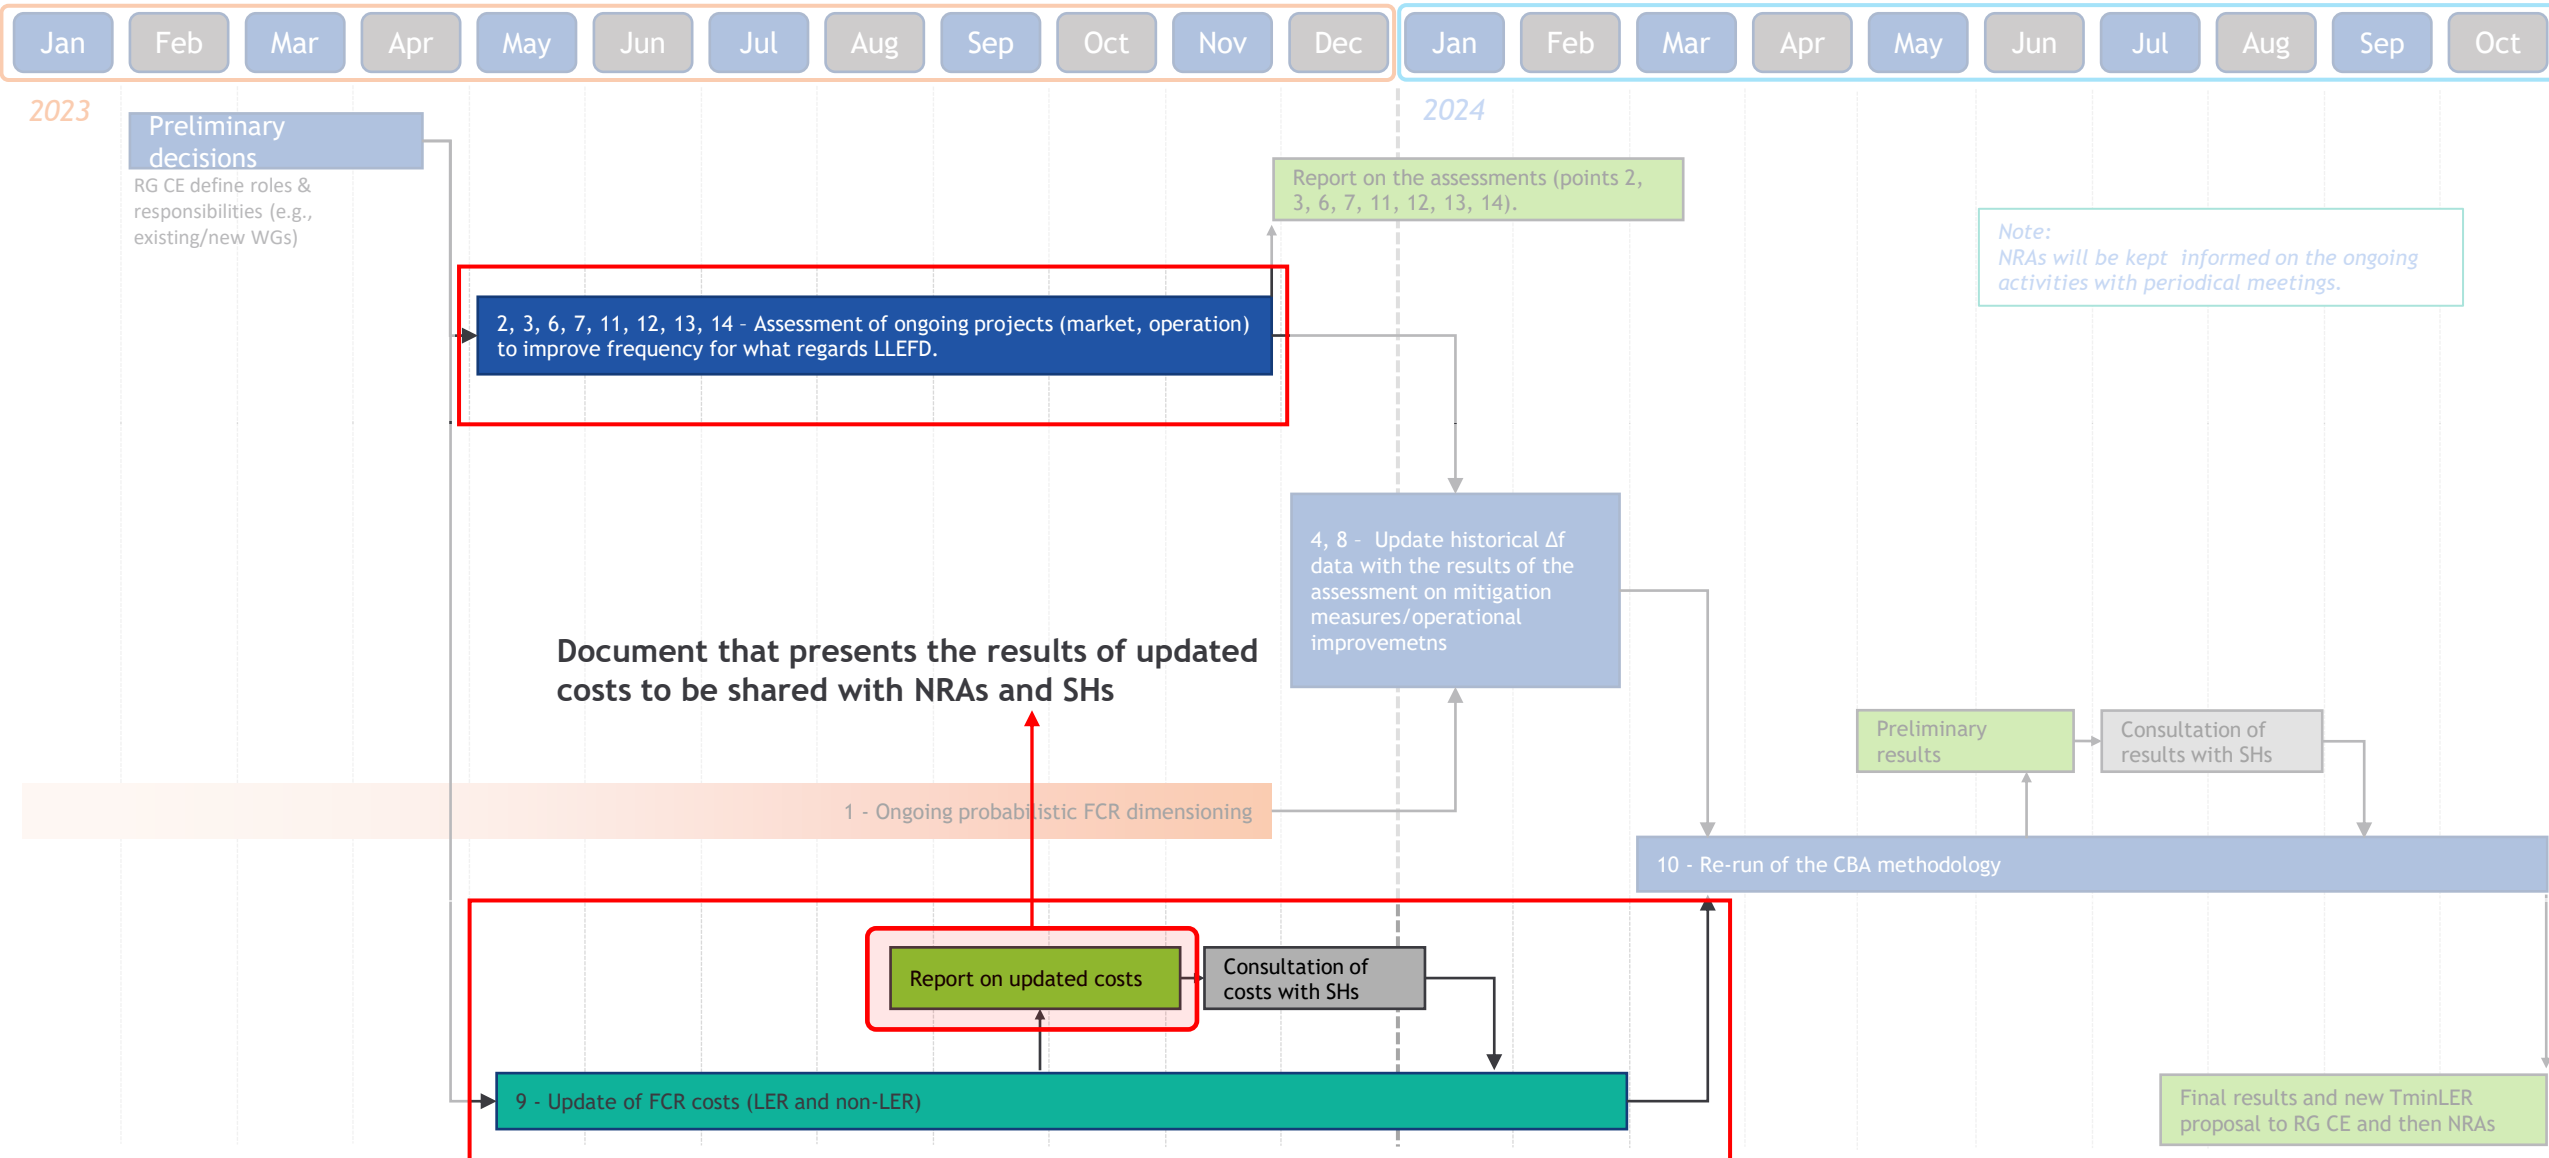 Jan
Feb
Mar
Apr
May
Jun
Jul
Aug
Sep
Oct
Nov
Dec
Jan
Feb
Mar
Apr
May
Jun
Jul
Aug
Sep
Oct
2023
2024
Preliminary
decisions
RG CE define roles &
responsibilities (e.g.,
existing/new WGs)
Report on the assessments (points 2,
3, 6, 7, 11, 12, 13, 14).
Note:
NRAs will be kept informed on the ongoing
activities with periodical meetings.
2, 3, 6, 7, 11, 12, 13, 14 – Assessment of ongoing projects (market, operation)
to improve frequency for what regards LLEFD.
4, 8 – Update historical Δf
data with the results of the
assessment on mitigation
measures/operational
improvemetns
Document that presents the results of updated
costs to be shared with NRAs and SHs
Preliminary
results
Consultation of
results with SHs
1 - Ongoing probabilistic FCR dimensioning
10 - Re-run of the CBA methodology
Report on updated costs
Consultation of
costs with SHs
9 - Update of FCR costs (LER and non-LER)
Final results and new TminLER
proposal to RG CE and then NRAs